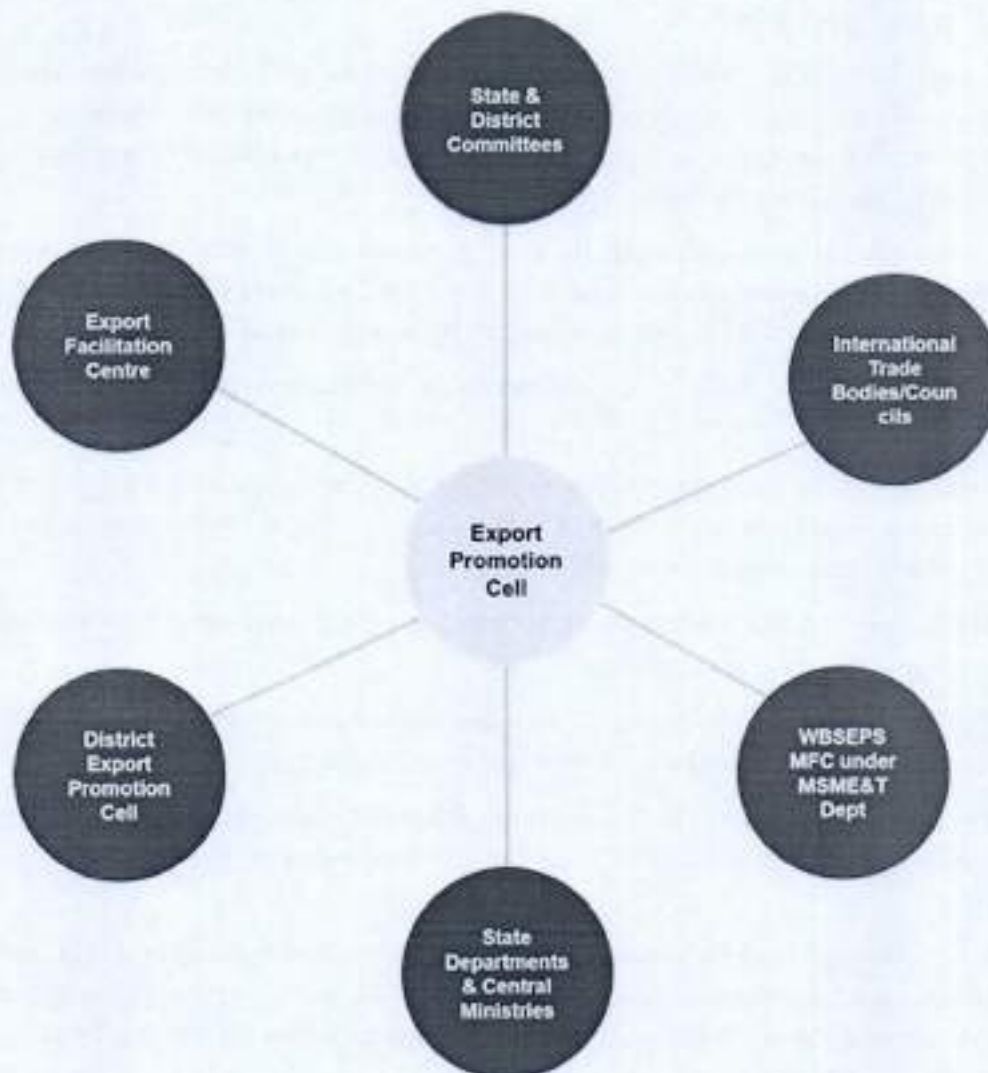 State &
District
Committees
Export
Facilitation
Centre
International
Trade
Bodies/Coun
cils
Export
Promotion
Cell
District
Export
Promotion
Cell
WBSEPS
MFC under
MSME&T
Dept
State
Departments
& Central
Ministries